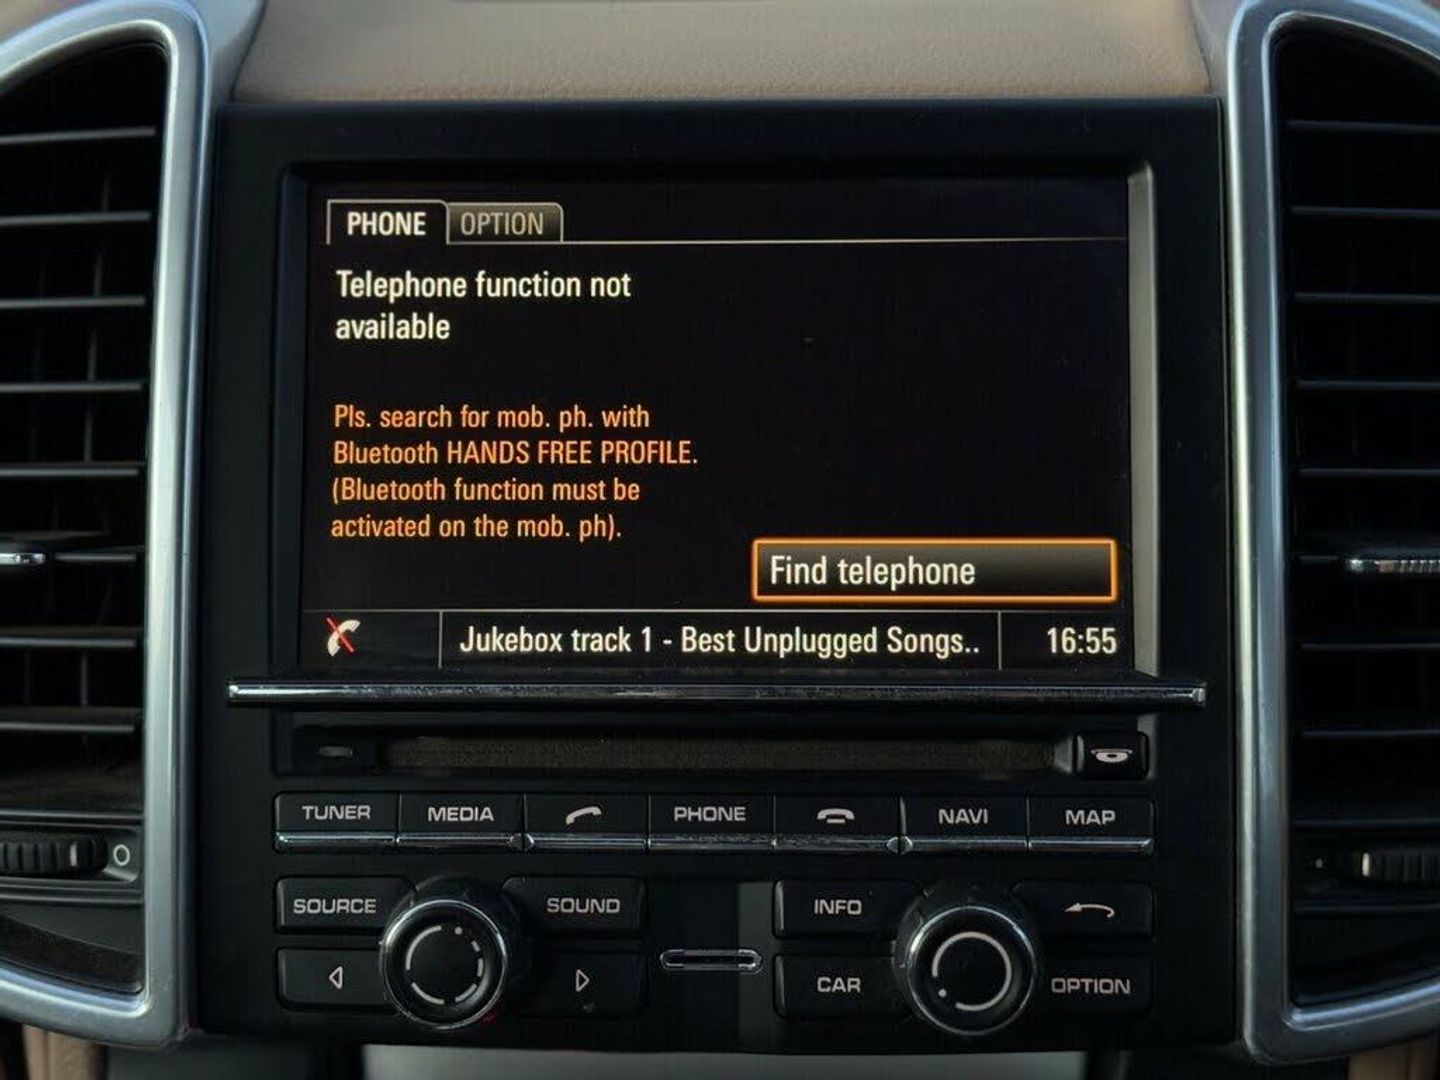 PHONE OPTION
Telephone function not
available
Pls. search for mob. ph. with
Bluetooth HANDS FREE PROFILE.
(Bluetooth function must be
activated on the mob. ph).
Find telephone
Jukebox track 1 - Best Unplugged Songs.. 16:55
TUNER MEDIA PHONE NAVI MAP
SOURCE SOUND INFO
CAR OPTION